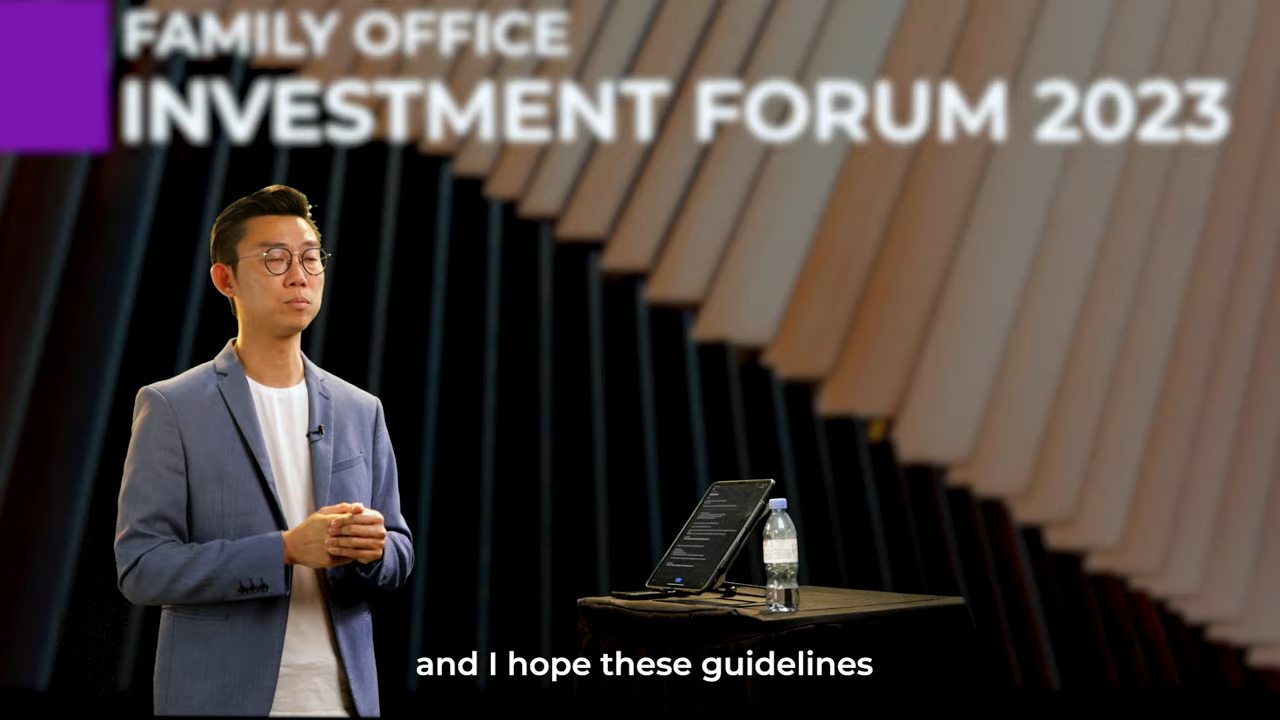 FAMILY OFFICE
INVESTMENT FORUM 2023
and I hope these guidelines